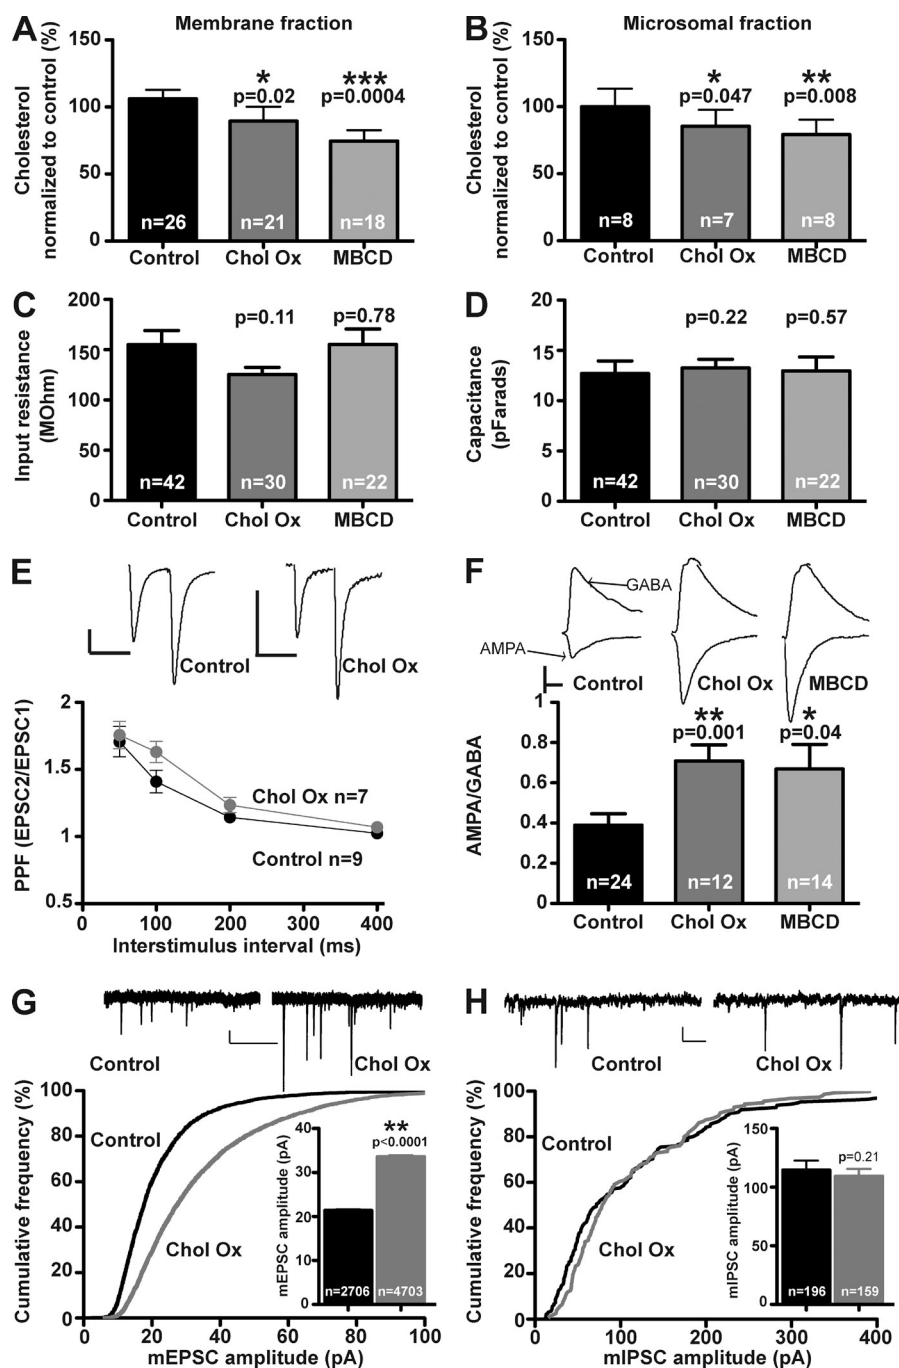 A
Membrane fraction
Cholesterol
normalized to control (%)
150
100
50
0
*
p=0.02
***
p=0.0004
n=26
n=21
n=18
Control
Chol Ox
MBCD
B
Microsomal fraction
Cholesterol
normalized to control (%)
150
100
50
0
*
p=0.047
**
p=0.008
n=8
n=7
n=8
Control
Chol Ox
MBCD
C
Input resistance
(MOhm)
200
150
100
50
0
p=0.11
p=0.78
n=42
n=30
n=22
Control
Chol Ox
MBCD
D
Capacitance
(pFarads)
20
15
10
5
0
p=0.22
p=0.57
n=42
n=30
n=22
Control
Chol Ox
MBCD
E
Control
Chol Ox
PPF (EPSC2/EPSC1)
2
1.5
1
0.5
Chol Ox n=7
Control n=9
0
100
200
300
400
Interstimulus interval (ms)
F
GABA
AMPA
Control
Chol Ox
MBCD
AMPA/GABA
1
0.8
0.6
0.4
0.2
0
**
p=0.001
*
p=0.04
n=24
n=12
n=14
Control
Chol Ox
MBCD
G
Control
Chol Ox
Cumulative frequency (%)
100
80
60
40
20
0
Control
Chol Ox
mEPSC amplitude (pA)
40
30
20
10
0
**
p<0.0001
n=2706
n=4703
0
20
40
60
80
100
mEPSC amplitude (pA)
H
Control
Chol Ox
Cumulative frequency (%)
100
80
60
40
20
0
Control
Chol Ox
mIPSC amplitude (pA)
150
100
50
0
p=0.21
n=196
n=159
0
100
200
300
400
mIPSC amplitude (pA)